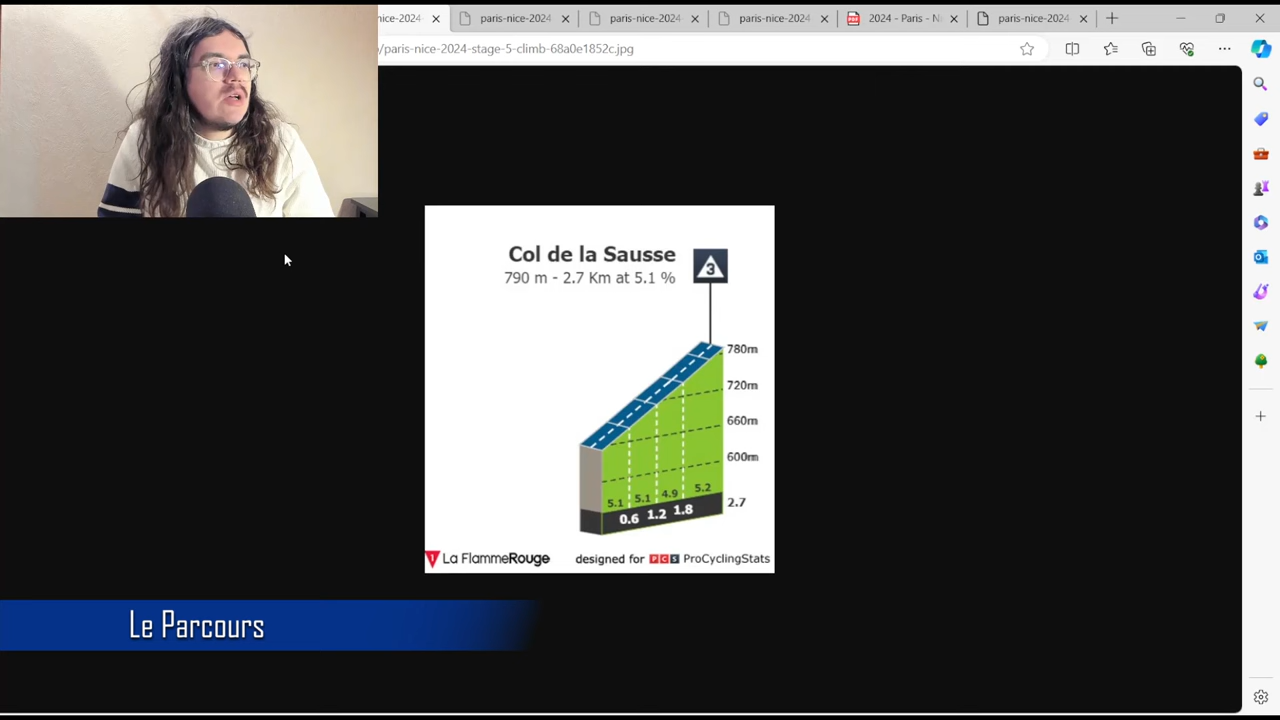 nice-2024-
paris-nice-2024
paris-nice-2024
paris-nice-2024
PDF
2024 - Paris - N
paris-nice-2024
/paris-nice-2024-stage-5-climb-68a0e1852c.jpg
Col de la Sausse
790 m - 2.7 Km at 5.1 %
3
780m
720m
660m
600m
5.1 5.1 4.9 5.2
0.6 1.2 1.8 2.7
1 La FlammeRouge
designed for PCS ProCyclingStats
Le Parcours